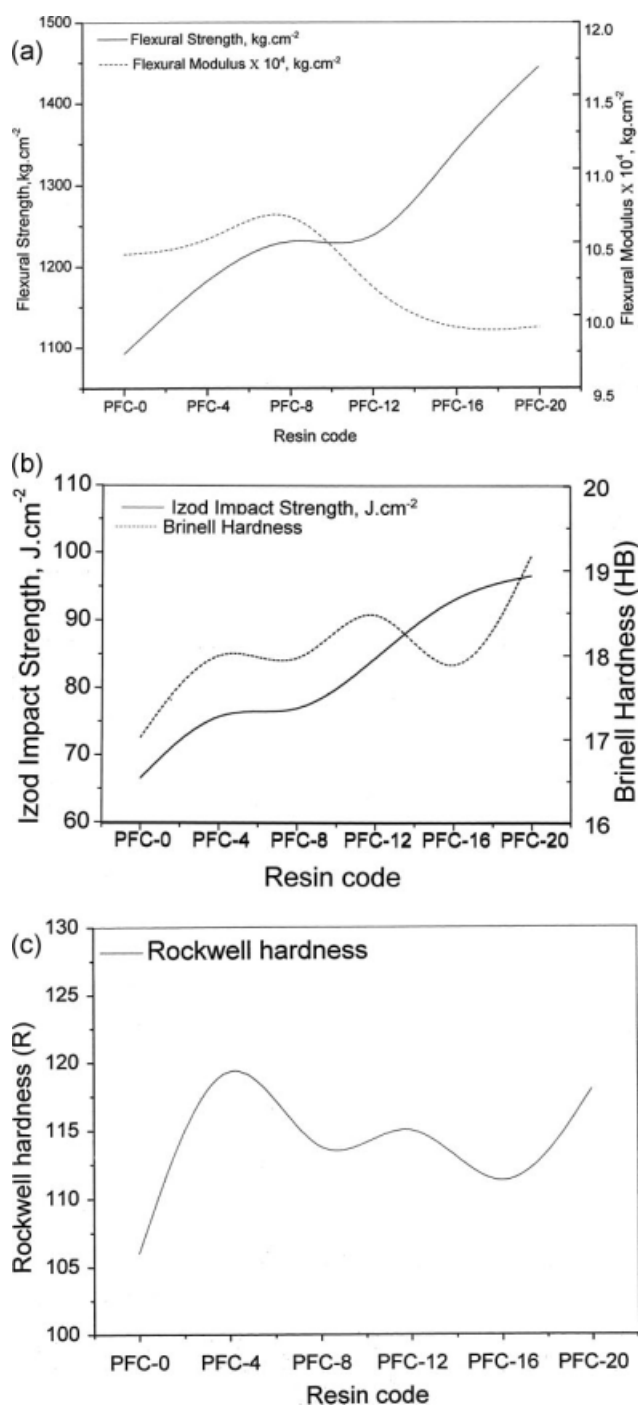 (a)
Flexural Strength, kg.cm⁻²
Flexural Modulus X 10⁴, kg.cm⁻²
1500
1400
1300
1200
1100
Flexural Strength,kg.cm⁻²
12.0
11.5
11.0
10.5
10.0
9.5
Flexural Modulus X 10⁴, kg.cm⁻²
PFC-0 PFC-4 PFC-8 PFC-12 PFC-16 PFC-20
Resin code
(b)
Izod Impact Strength, J.cm⁻²
Brinell Hardness
110
100
90
80
70
60
Izod Impact Strength, J.cm⁻²
20
19
18
17
16
Brinell Hardness (HB)
PFC-0 PFC-4 PFC-8 PFC-12 PFC-16 PFC-20
Resin code
(c)
Rockwell hardness
130
125
120
115
110
105
100
Rockwell hardness (R)
PFC-0 PFC-4 PFC-8 PFC-12 PFC-16 PFC-20
Resin code